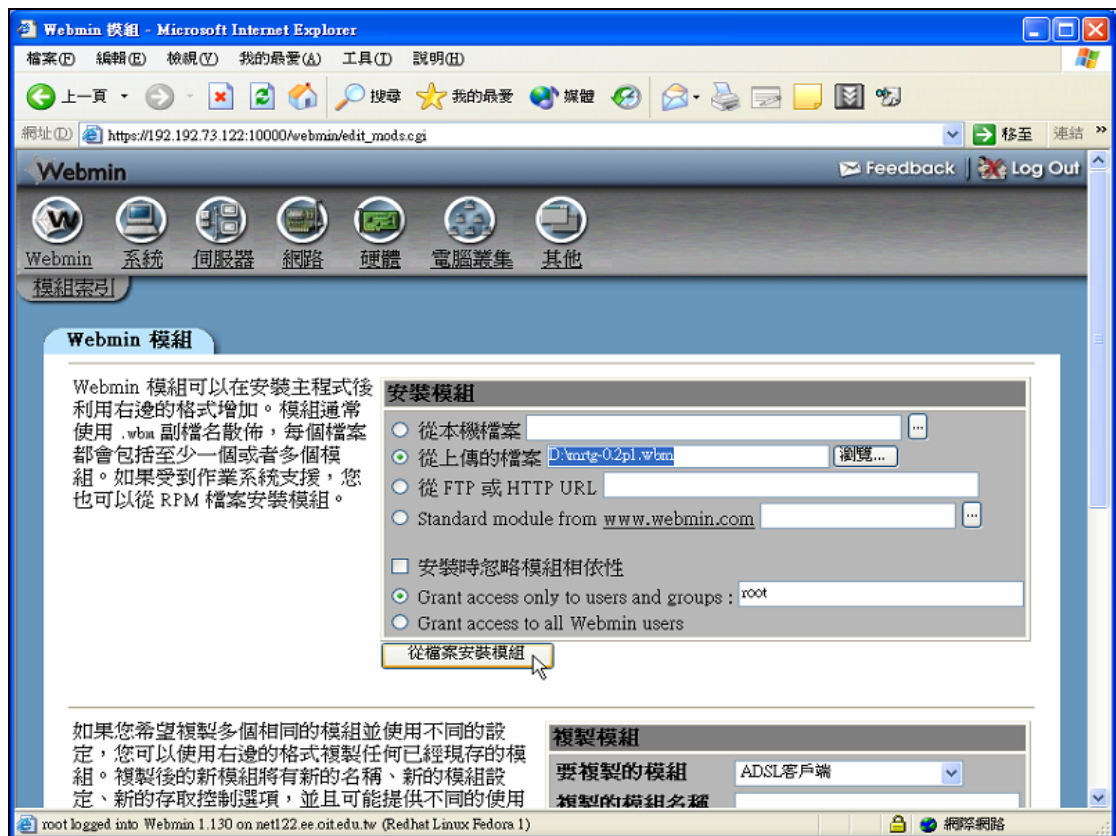 Webmin 模組 - Microsoft Internet Explorer
檔案(F) 編輯(E) 檢視(V) 我的最愛(A) 工具(T) 說明(H)
上一頁 搜尋 我的最愛 媒體
網址(D) https://192.192.73.122:10000/webmin/edit_mods.cgi 移至 連結 »
Webmin Feedback Log Out
Webmin 系統 伺服器 網路 硬體 電腦叢集 其他
模組索引
Webmin 模組
Webmin 模組可以在安裝主程式後
利用右邊的格式增加。模組通常
使用 .wbm 副檔名散佈，每個檔案
都會包括至少一個或者多個模
組。如果受到作業系統支援，您
也可以從 RPM 檔案安裝模組。
安裝模組
從本機檔案 ...
從上傳的檔案 D:\mrtg-0.2p1.wbm 瀏覽...
從 FTP 或 HTTP URL
Standard module from www.webmin.com ...
安裝時忽略模組相依性
Grant access only to users and groups : root
Grant access to all Webmin users
從檔案安裝模組
如果您希望複製多個相同的模組並使用不同的設
定，您可以使用右邊的格式複製任何已經現存的模
組。複製後的新模組將有新的名稱、新的模組設
定、新的存取控制選項，並且可能提供不同的使用
複製模組
要複製的模組 ADSL客戶端
複製的模組名稱
root logged into Webmin 1.130 on net122.ee.oit.edu.tw (Redhat Linux Fedora 1) 網際網路